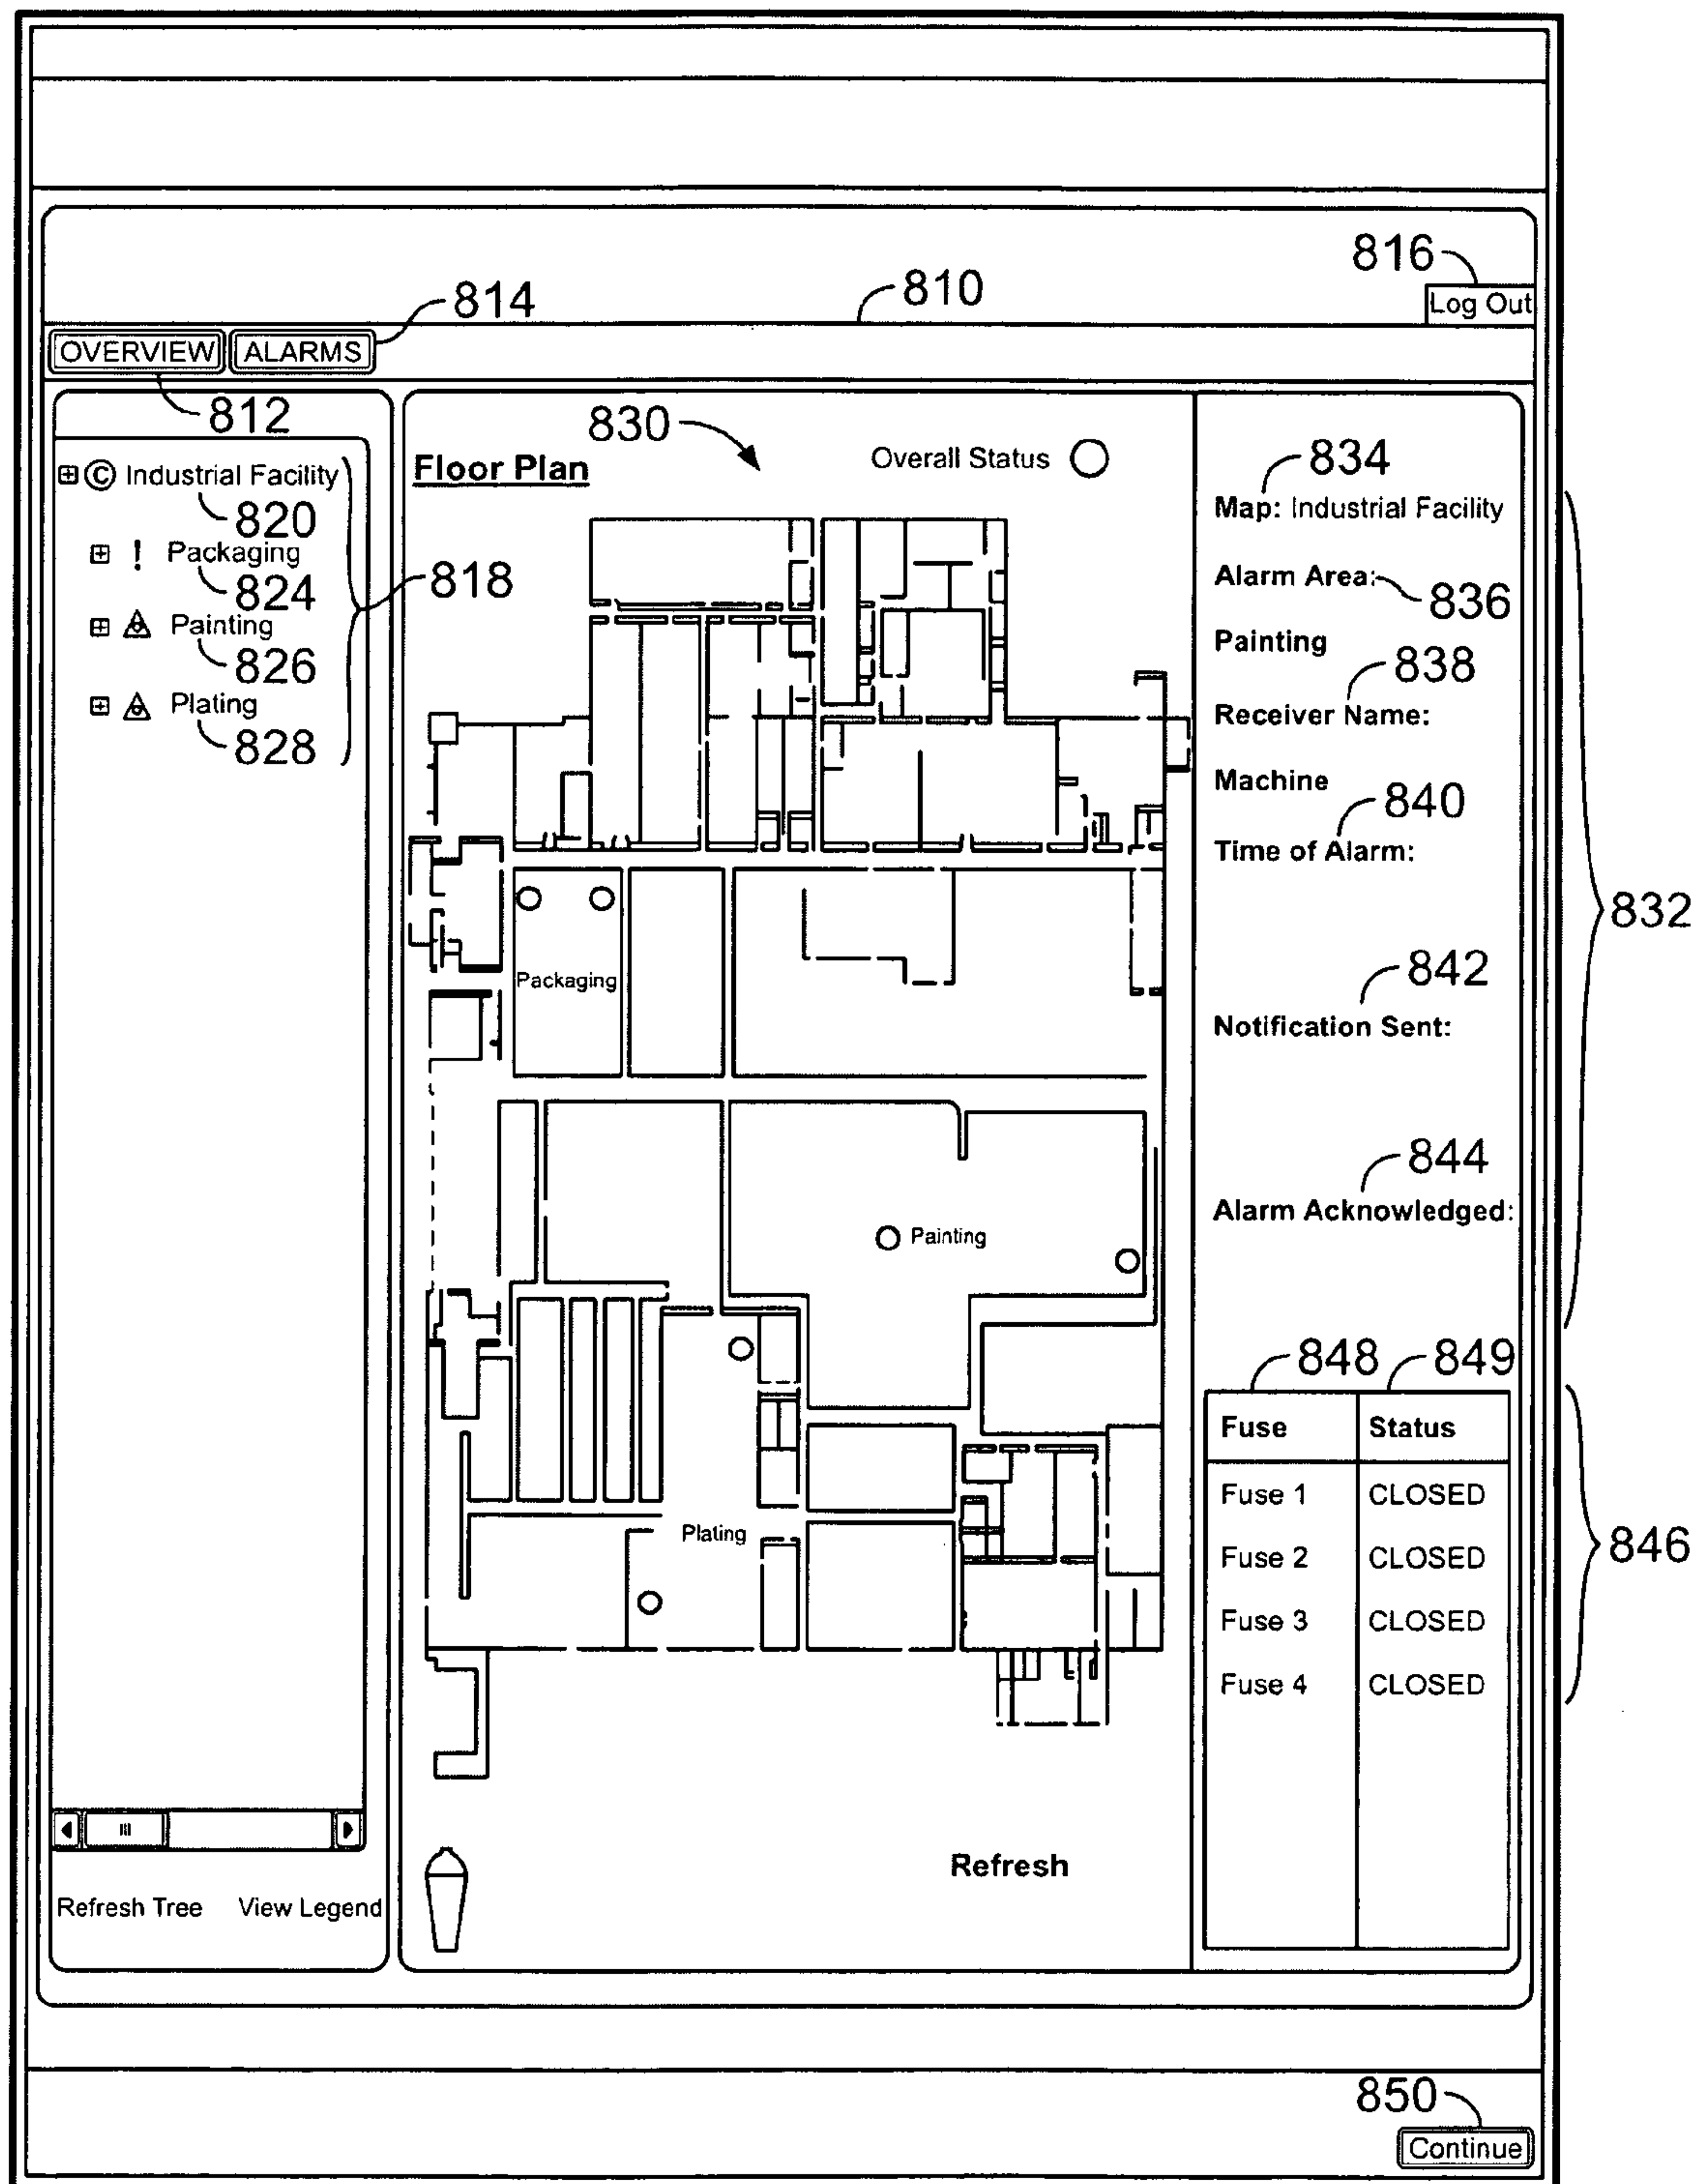 816
Log Out
814
810
OVERVIEW
ALARMS
812
Industrial Facility
820
Packaging
824
Painting
826
Plating
828
818
Refresh Tree
View Legend
830
Overall Status
Floor Plan
Packaging
Painting
Plating
Refresh
834
Map: Industrial Facility
Alarm Area:
836
Painting
838
Receiver Name:
Machine
840
Time of Alarm:
832
842
Notification Sent:
844
Alarm Acknowledged:
848 849
Fuse Status
Fuse 1 CLOSED
Fuse 2 CLOSED
Fuse 3 CLOSED
Fuse 4 CLOSED
846
850
Continue